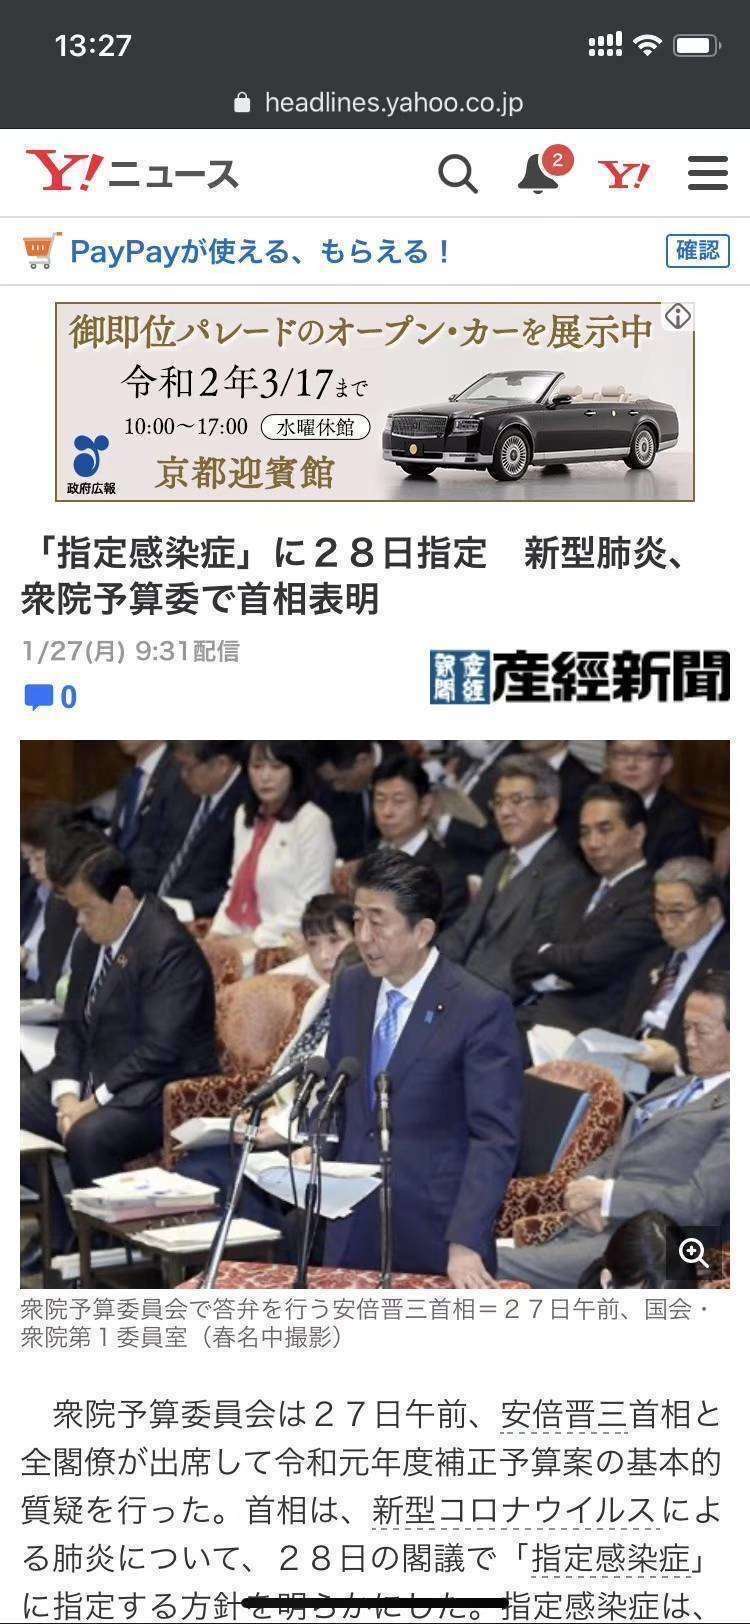 13:27
headlines.yahoo.co.jp
Y!ニュース
2
Y!
PayPayが使える、もらえる！
確認
御即位パレードのオープン・カーを展示中
令和2年3/17まで
10:00〜17:00 水曜休館
京都迎賓館
政府広報
「指定感染症」に２８日指定　新型肺炎、
衆院予算委で首相表明
1/27(月) 9:31配信
産経新聞
産經新聞
0
衆院予算委員会で答弁を行う安倍晋三首相＝２７日午前、国会・
衆院第１委員室（春名中撮影）
衆院予算委員会は２７日午前、安倍晋三首相と
全閣僚が出席して令和元年度補正予算案の基本的
質疑を行った。首相は、新型コロナウイルスによ
る肺炎について、２８日の閣議で「指定感染症」
に指定する方針を明らかにした。指定感染症は、